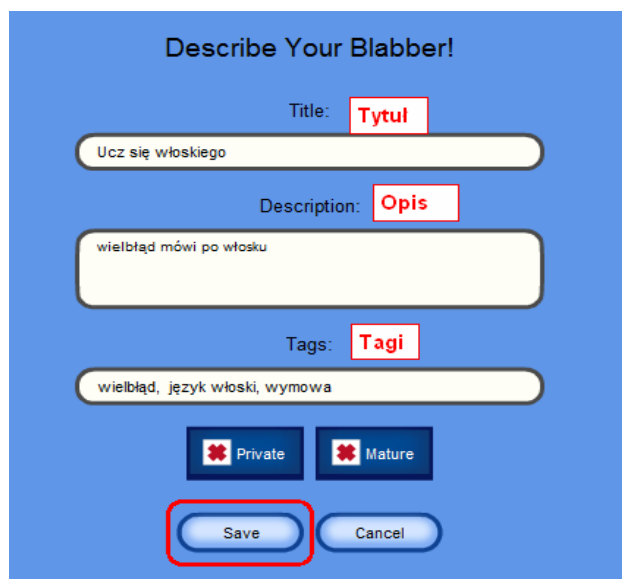 Describe Your Blabber!
Title: Tytuł
Ucz się włoskiego
Description: Opis
wielbłąd mówi po włosku
Tags: Tagi
wielbłąd, język włoski, wymowa
Private Mature
Save Cancel